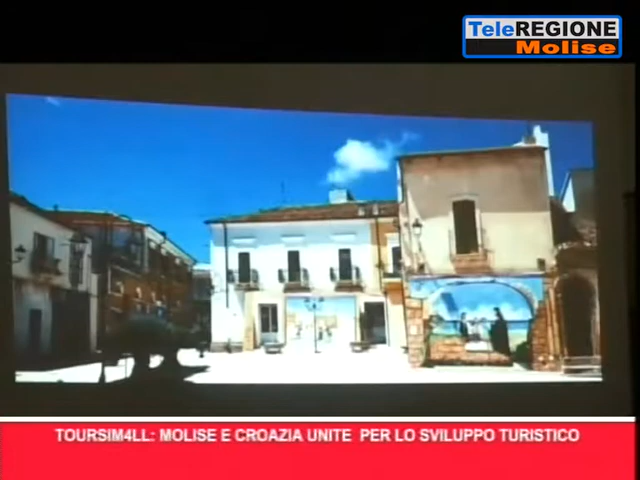 TeleREGIONE
Molise
TOURSIM4LL: MOLISE E CROAZIA UNITE PER LO SVILUPPO TURISTICO